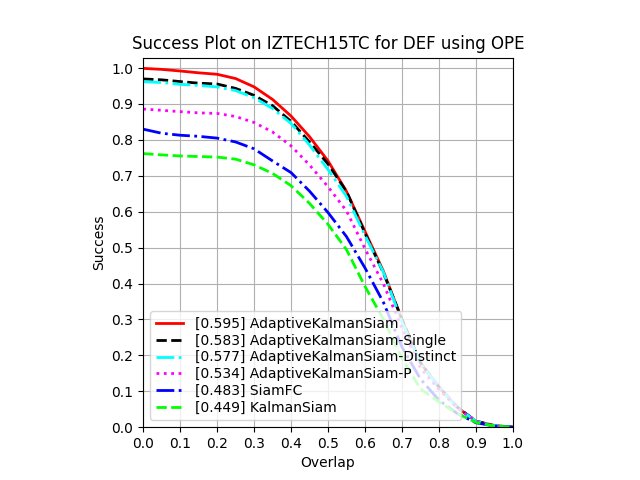 Success Plot on IZTECH15TC for DEF using OPE
1.0
0.9
0.8
0.7
0.6
0.5
0.4
0.3
0.2
0.1
0.0
Success
[0.595] AdaptiveKalmanSiam
[0.583] AdaptiveKalmanSiam-Single
[0.577] AdaptiveKalmanSiam-Distinct
[0.534] AdaptiveKalmanSiam-P
[0.483] SiamFC
[0.449] KalmanSiam
0.0 0.1 0.2 0.3 0.4 0.5 0.6 0.7 0.8 0.9 1.0
Overlap